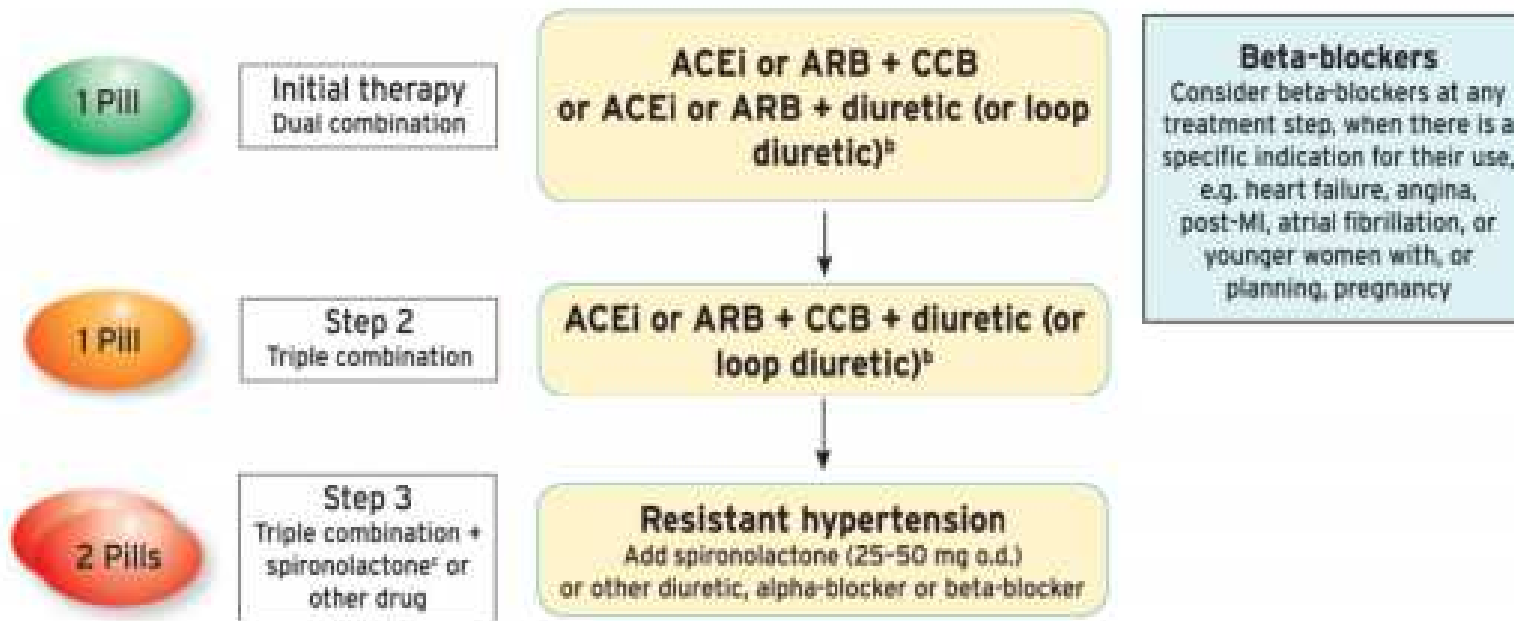 1 Pill
Initial therapy
Dual combination
ACEi or ARB + CCB
or ACEi or ARB + diuretic (or loop
diuretic)ᵇ
Beta-blockers
Consider beta-blockers at any
treatment step, when there is a
specific indication for their use,
e.g. heart failure, angina,
post-MI, atrial fibrillation, or
younger women with, or
planning, pregnancy
1 Pill
Step 2
Triple combination
ACEi or ARB + CCB + diuretic (or
loop diuretic)ᵇ
2 Pills
Step 3
Triple combination +
spironolactoneᶜ or
other drug
Resistant hypertension
Add spironolactone (25–50 mg o.d.)
or other diuretic, alpha-blocker or beta-blocker